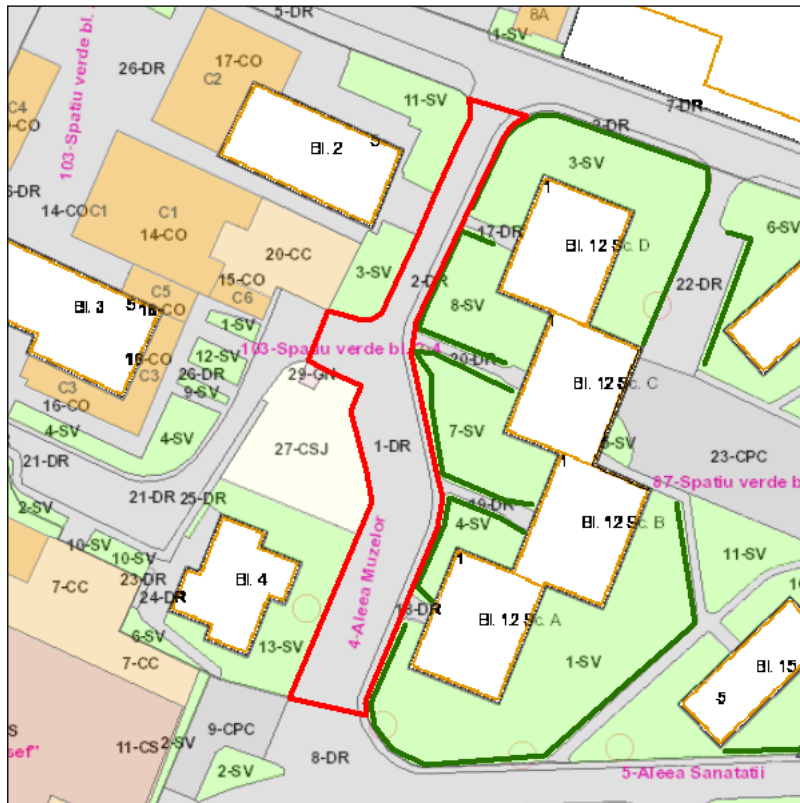 5-DR
8A
4-SV
17-CO
C2
26-DR
11-SV
7-DR
2-DR
C4
103-Spatiu verde bl.
Bl. 2
5
3-SV
6-DR
14-CO
C1
C1
14-CO
1
17-DR
Bl. 12 Sc. D
6-SV
20-CC
3-SV
2-DR
22-DR
15-CO
C6
C5
8-SV
Bl. 3
5
1-SV
1
103-Spatiu verde bl. 2-4
12-SV
20-DR
C3
C3
26-DR
29-GN
Bl. 12 Sc. C
9-SV
16-CO
4-SV
4-SV
27-CSJ
1-DR
7-SV
23-CPC
21-DR
1
87-Spatiu verde b
21-DR
25-DR
2-SV
19-DR
4-SV
Bl. 12 Sc. B
10-SV
10-SV
11-SV
7-CC
23-DR
24-DR
Bl. 4
1
18-DR
4-Aleea Muzelor
Bl. 12 Sc. A
6-SV
13-SV
7-CC
1-SV
Bl. 15
5
9-CPC
S
sef"
11-CS
2-SV
8-DR
2-SV
5-Aleea Sanatatii